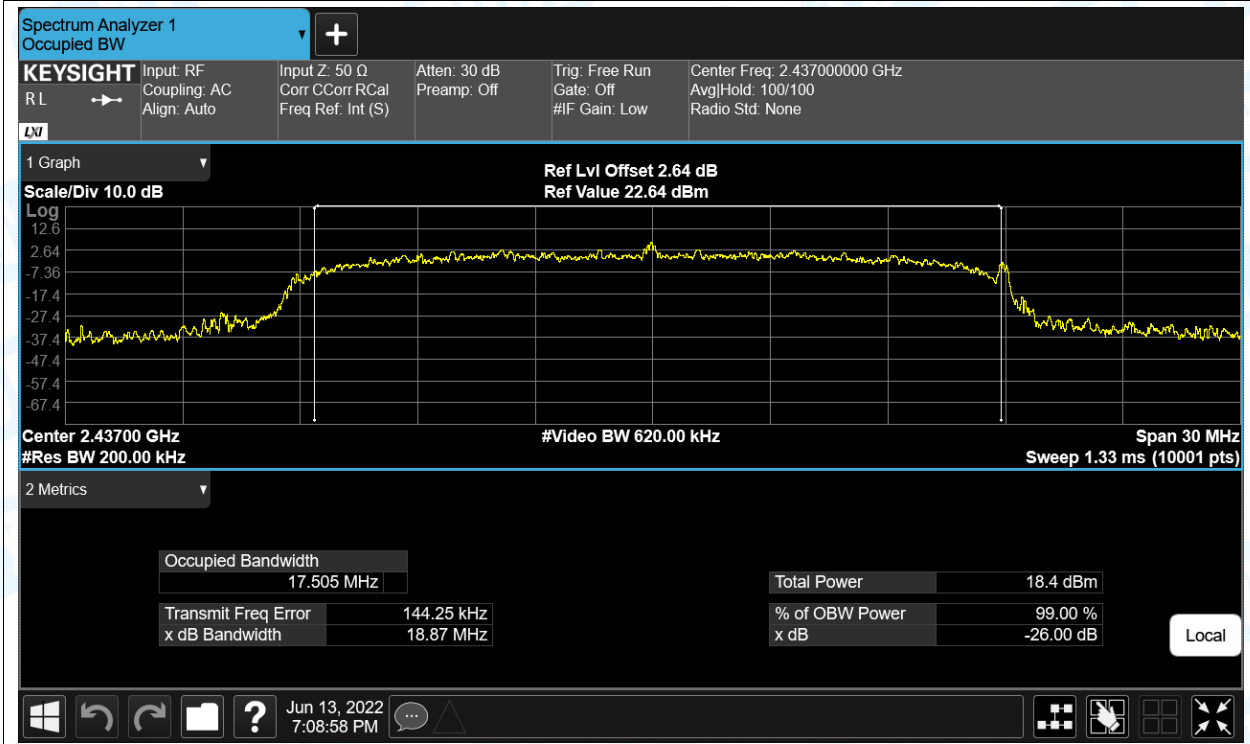 Spectrum Analyzer 1
Occupied BW
KEYSIGHT
R L
LXI
Input: RF
Coupling: AC
Align: Auto
Input Z: 50 Ω
Corr CCorr RCal
Freq Ref: Int (S)
Atten: 30 dB
Preamp: Off
Trig: Free Run
Gate: Off
#IF Gain: Low
Center Freq: 2.437000000 GHz
Avg|Hold: 100/100
Radio Std: None
1 Graph
Scale/Div 10.0 dB
Ref Lvl Offset 2.64 dB
Ref Value 22.64 dBm
Log
12.6
2.64
-7.36
-17.4
-27.4
-37.4
-47.4
-57.4
-67.4
Center 2.43700 GHz
#Video BW 620.00 kHz
Span 30 MHz
#Res BW 200.00 kHz
Sweep 1.33 ms (10001 pts)
2 Metrics
Occupied Bandwidth
17.505 MHz
Total Power 18.4 dBm
Transmit Freq Error 144.25 kHz
% of OBW Power 99.00 %
x dB Bandwidth 18.87 MHz
x dB -26.00 dB
Local
?
Jun 13, 2022
7:08:58 PM